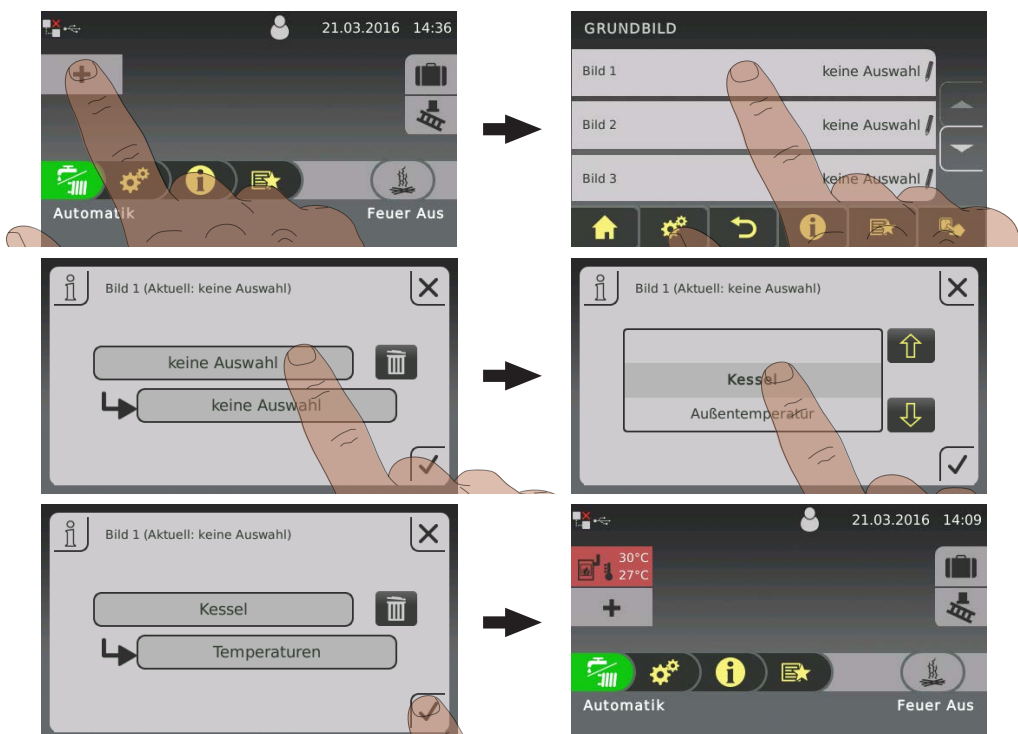 21.03.2016 14:36
Automatik
Feuer Aus
GRUNDBILD
Bild 1 keine Auswahl
Bild 2 keine Auswahl
Bild 3 keine Auswahl
Bild 1 (Aktuell: keine Auswahl)
keine Auswahl
keine Auswahl
Bild 1 (Aktuell: keine Auswahl)
Kessel
Außentemperatur
Bild 1 (Aktuell: keine Auswahl)
Kessel
Temperaturen
21.03.2016 14:09
30°C
27°C
Automatik
Feuer Aus